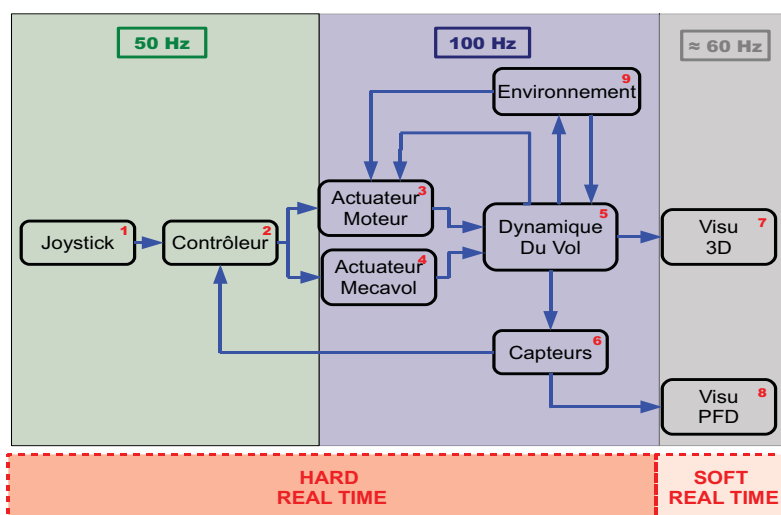 50 Hz
100 Hz
≈ 60 Hz
9
Environnement
3
Actuateur
Moteur
1
Joystick
2
Contrôleur
5
Dynamique
Du Vol
7
Visu
3D
4
Actuateur
Mecavol
6
Capteurs
8
Visu
PFD
HARD
REAL TIME
SOFT
REAL TIME